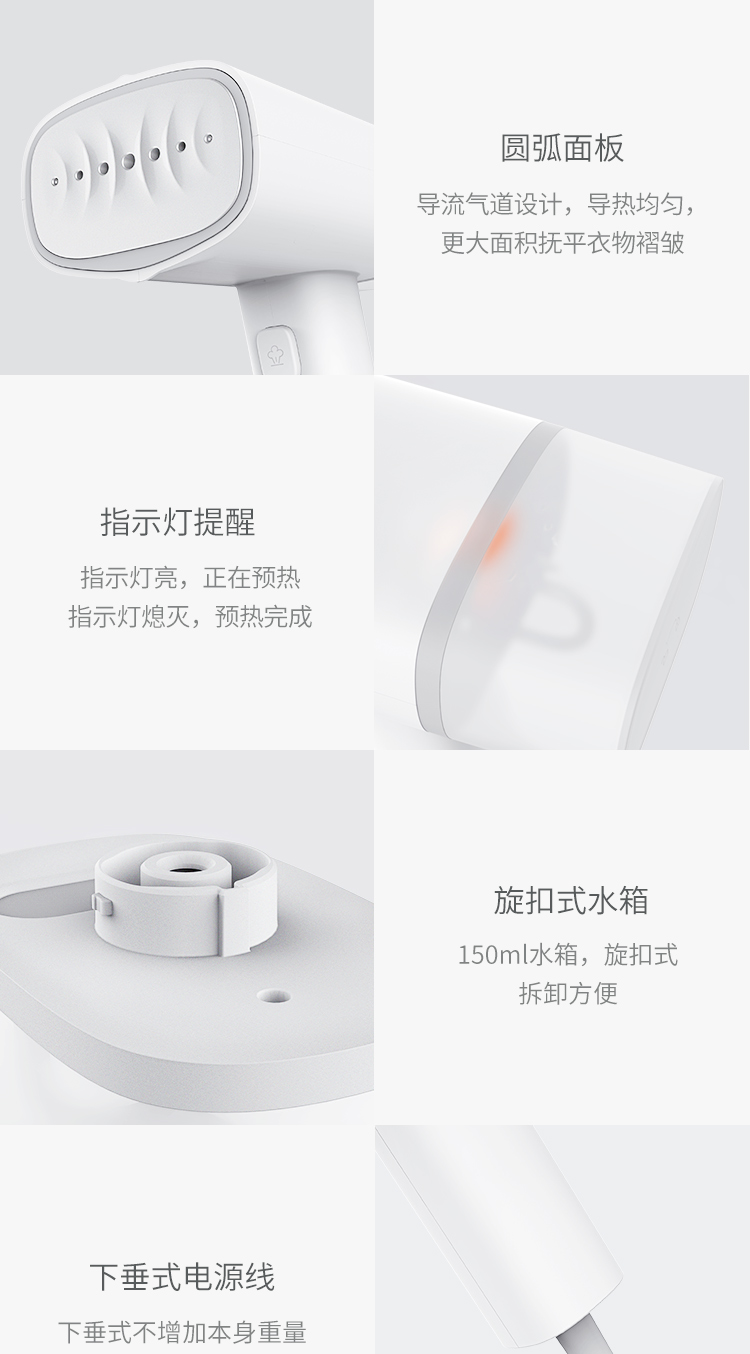 圆弧面板
导流气道设计，导热均匀，
更大面积抚平衣物褶皱
指示灯提醒
指示灯亮，正在预热
指示灯熄灭，预热完成
旋扣式水箱
150ml水箱，旋扣式
拆卸方便
下垂式电源线
下垂式不增加本身重量